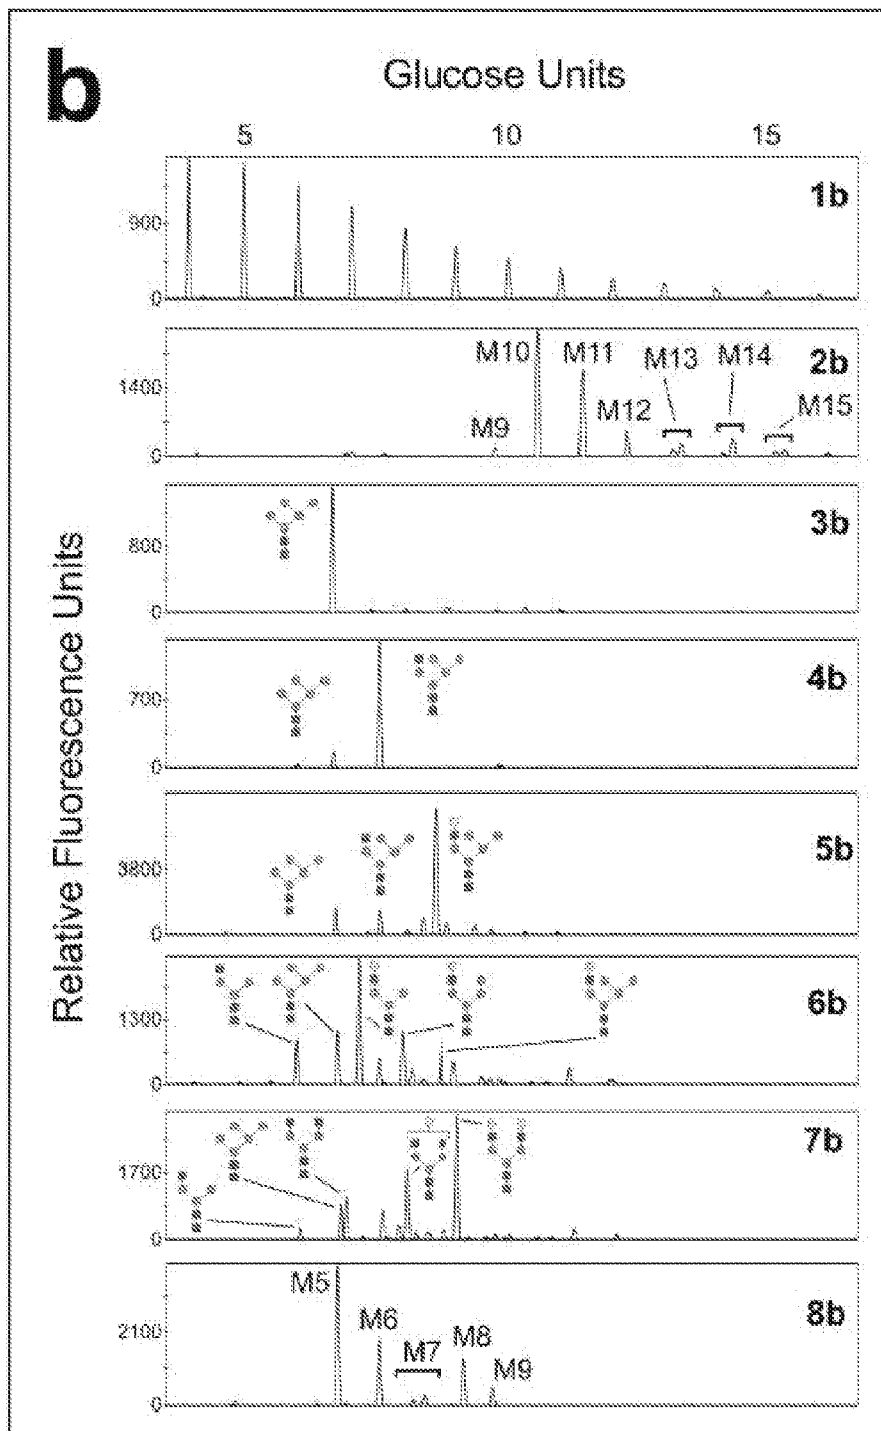 b
Glucose Units
5 10 15
Relative Fluorescence Units
1b
900
0
2b
1400
0
M9 M10 M11 M12 M13 M14 M15
3b
800
0
4b
700
0
5b
3800
0
6b
1300
0
7b
1700
0
8b
2100
0
M5 M6 M7 M8 M9